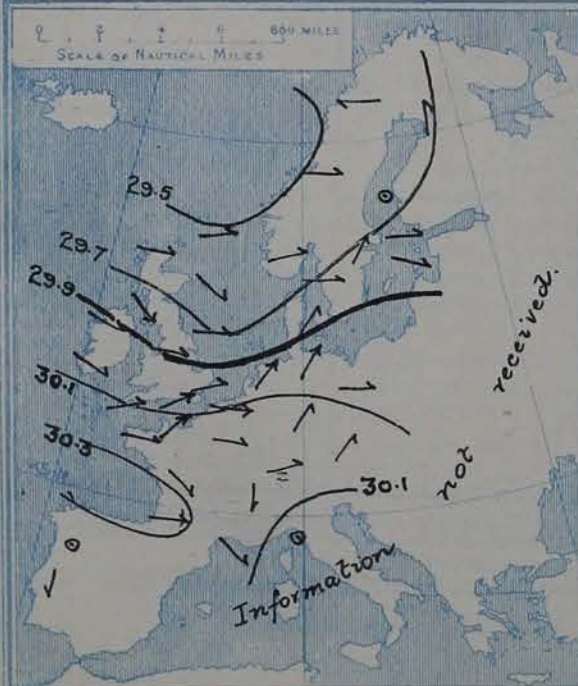 600 MILES
SCALE OF NAUTICAL MILES
29.5
29.7
29.9
30.1
30.3
30.1
Information
not
received.